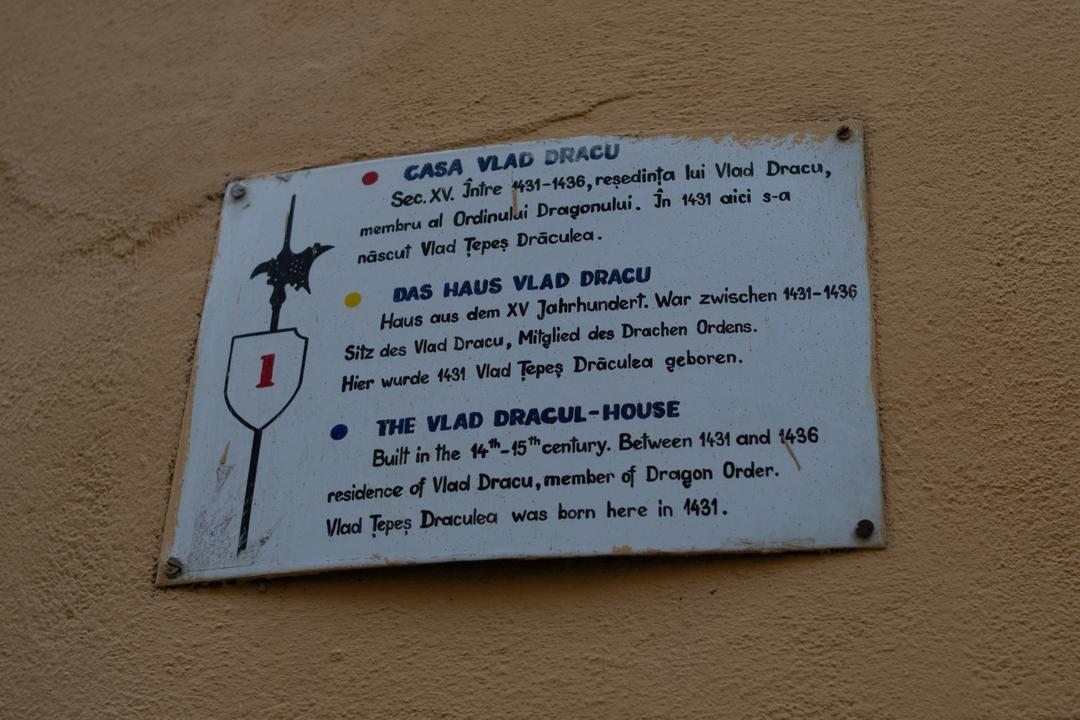 CASA VLAD DRACU
Sec. XV. Între 1431-1436, reședința lui Vlad Dracu,
membru al Ordinului Dragonului. În 1431 aici s-a
născut Vlad Țepeș Drăculea.
DAS HAUS VLAD DRACU
Haus aus dem XV Jahrhundert. War zwischen 1431-1436
Sitz des Vlad Dracu, Mitglied des Drachen Ordens.
Hier wurde 1431 Vlad Țepeș Drăculea geboren.
1
THE VLAD DRACUL-HOUSE
Built in the 14th-15th century. Between 1431 and 1436
residence of Vlad Dracu, member of Dragon Order.
Vlad Țepeș Draculea was born here in 1431.